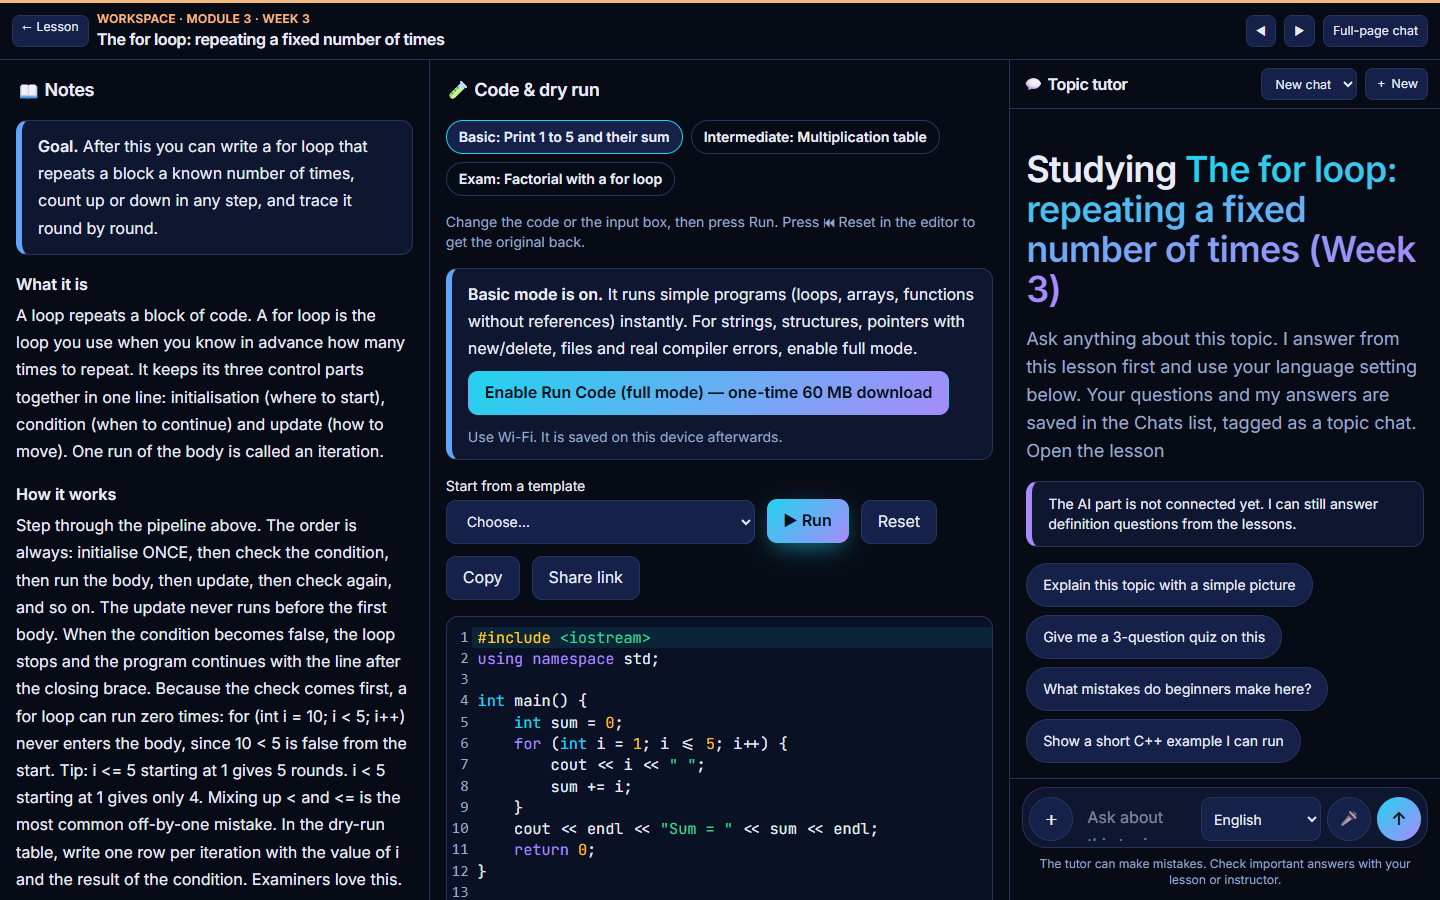 ← Lesson
WORKSPACE · MODULE 3 · WEEK 3
The for loop: repeating a fixed number of times
Full-page chat
Notes
Goal. After this you can write a for loop that
repeats a block a known number of times,
count up or down in any step, and trace it
round by round.
What it is
A loop repeats a block of code. A for loop is the
loop you use when you know in advance how many
times to repeat. It keeps its three control parts
together in one line: initialisation (where to start),
condition (when to continue) and update (how to
move). One run of the body is called an iteration.
How it works
Step through the pipeline above. The order is
always: initialise ONCE, then check the condition,
then run the body, then update, then check again,
and so on. The update never runs before the first
body. When the condition becomes false, the loop
stops and the program continues with the line after
the closing brace. Because the check comes first, a
for loop can run zero times: for (int i = 10; i < 5; i++)
never enters the body, since 10 < 5 is false from the
start. Tip: i <= 5 starting at 1 gives 5 rounds. i < 5
starting at 1 gives only 4. Mixing up < and <= is the
most common off-by-one mistake. In the dry-run
table, write one row per iteration with the value of i
and the result of the condition. Examiners love this.
Code & dry run
Basic: Print 1 to 5 and their sum
Intermediate: Multiplication table
Exam: Factorial with a for loop
Change the code or the input box, then press Run. Press ⏮ Reset in the editor to
get the original back.
Basic mode is on. It runs simple programs (loops, arrays, functions
without references) instantly. For strings, structures, pointers with
new/delete, files and real compiler errors, enable full mode.
Enable Run Code (full mode) — one-time 60 MB download
Use Wi-Fi. It is saved on this device afterwards.
Start from a template
Choose...
▶ Run
Reset
Copy
Share link
1 #include <iostream>
2 using namespace std;
3
4 int main() {
5 int sum = 0;
6 for (int i = 1; i <= 5; i++) {
7 cout << i << " ";
8 sum += i;
9 }
10 cout << endl << "Sum = " << sum << endl;
11 return 0;
12 }
13
Topic tutor
New chat
+ New
Studying The for loop:
repeating a fixed
number of times (Week
3)
Ask anything about this topic. I answer from
this lesson first and use your language setting
below. Your questions and my answers are
saved in the Chats list, tagged as a topic chat.
Open the lesson
The AI part is not connected yet. I can still answer
definition questions from the lessons.
Explain this topic with a simple picture
Give me a 3-question quiz on this
What mistakes do beginners make here?
Show a short C++ example I can run
+
Ask about
English
The tutor can make mistakes. Check important answers with your
lesson or instructor.